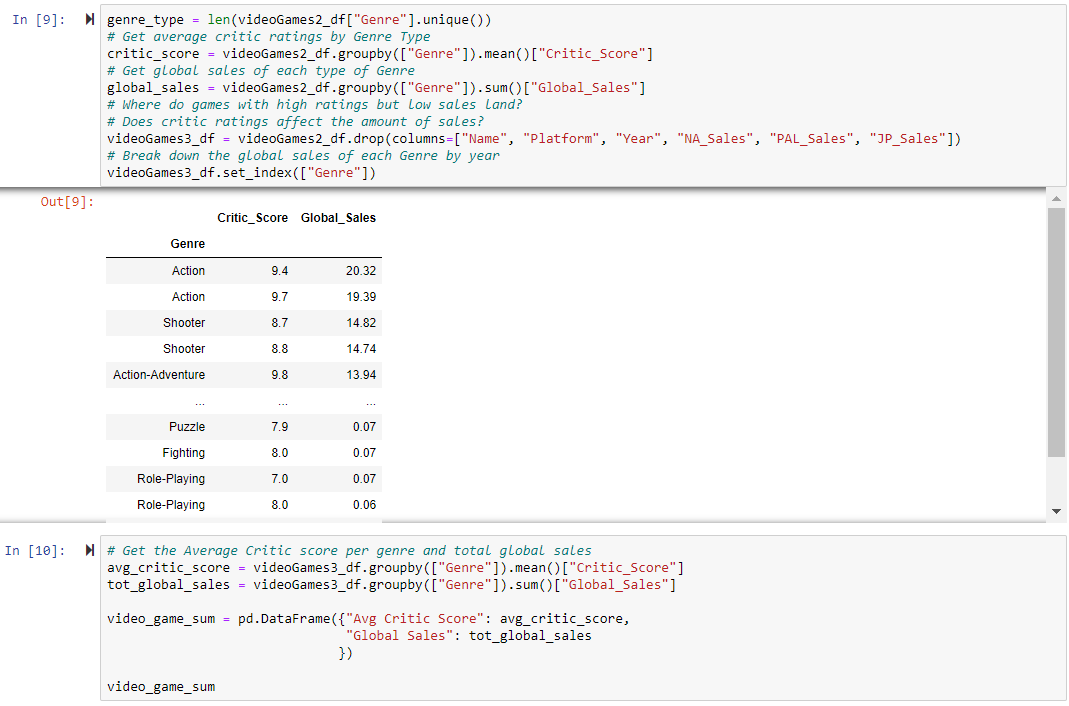 In [9]:
genre_type = len(videoGames2_df["Genre"].unique())
# Get average critic ratings by Genre Type
critic_score = videoGames2_df.groupby(["Genre"]).mean()["Critic_Score"]
# Get global sales of each type of Genre
global_sales = videoGames2_df.groupby(["Genre"]).sum()["Global_Sales"]
# Where do games with high ratings but low sales land?
# Does critic ratings affect the amount of sales?
videoGames3_df = videoGames2_df.drop(columns=["Name", "Platform", "Year", "NA_Sales", "PAL_Sales", "JP_Sales"])
# Break down the global sales of each Genre by year
videoGames3_df.set_index(["Genre"])
Out[9]:
Critic_Score Global_Sales
Genre
Action 9.4 20.32
Action 9.7 19.39
Shooter 8.7 14.82
Shooter 8.8 14.74
Action-Adventure 9.8 13.94
... ... ...
Puzzle 7.9 0.07
Fighting 8.0 0.07
Role-Playing 7.0 0.07
Role-Playing 8.0 0.06
In [10]:
# Get the Average Critic score per genre and total global sales
avg_critic_score = videoGames3_df.groupby(["Genre"]).mean()["Critic_Score"]
tot_global_sales = videoGames3_df.groupby(["Genre"]).sum()["Global_Sales"]
video_game_sum = pd.DataFrame({"Avg Critic Score": avg_critic_score,
"Global Sales": tot_global_sales
})
video_game_sum